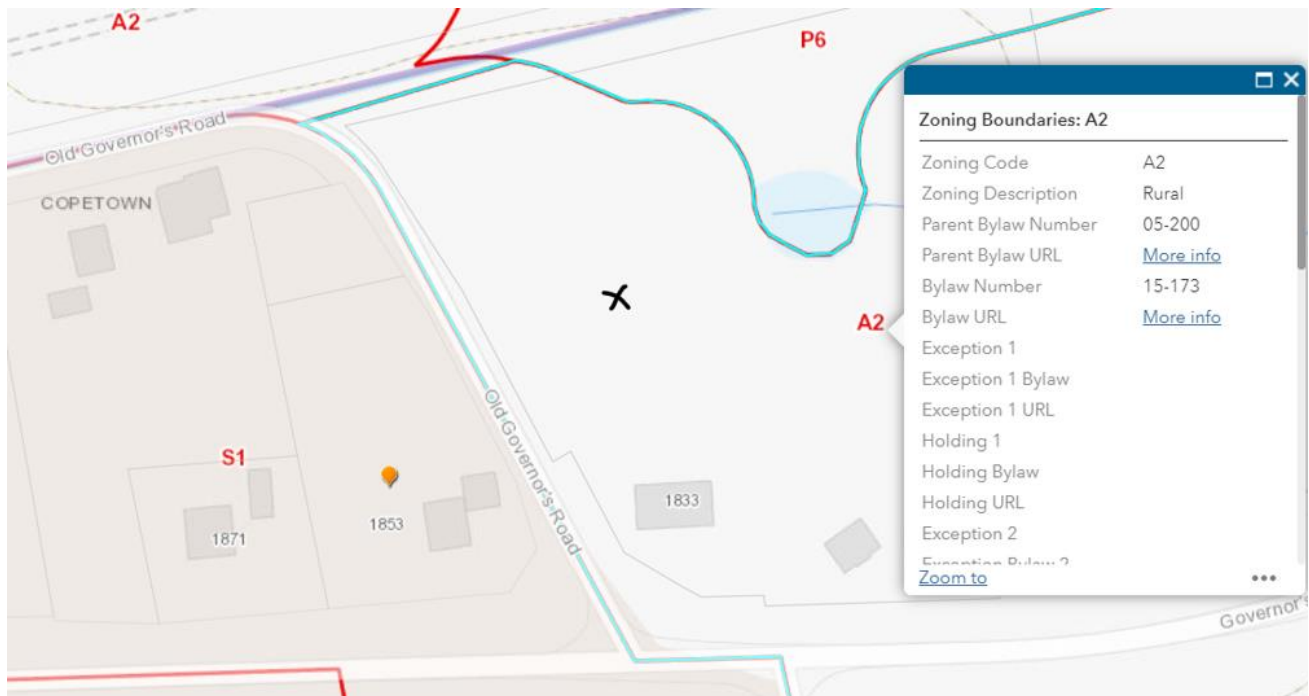 A2
P6
Old Governor's Road
COPETOWN
Zoning Boundaries: A2
Zoning Code A2
Zoning Description Rural
Parent Bylaw Number 05-200
Parent Bylaw URL More info
Bylaw Number 15-173
Bylaw URL More info
Exception 1
Exception 1 Bylaw
Exception 1 URL
Holding 1
Holding Bylaw
Holding URL
Exception 2
Exception Bylaw 2
Zoom to
A2
Old Governor's Road
S1
1871
1853
1833
Governor's